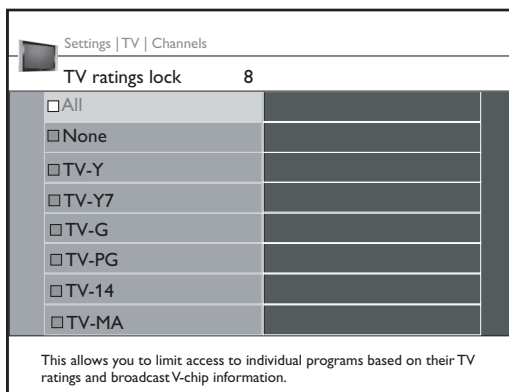 Settings | TV | Channels
TV ratings lock 8
All
None
TV-Y
TV-Y7
TV-G
TV-PG
TV-14
TV-MA
This allows you to limit access to individual programs based on their TV
ratings and broadcast V-chip information.